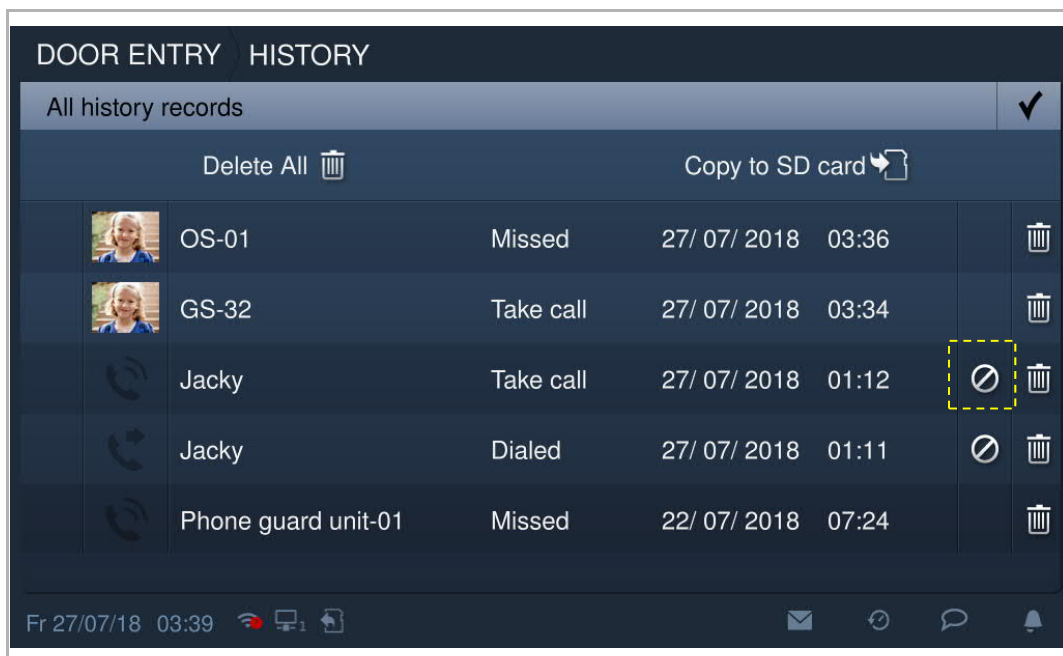 DOOR ENTRY HISTORY
All history records
Delete All Copy to SD card
OS-01 Missed 27/ 07/ 2018 03:36
GS-32 Take call 27/ 07/ 2018 03:34
Jacky Take call 27/ 07/ 2018 01:12
Jacky Dialed 27/ 07/ 2018 01:11
Phone guard unit-01 Missed 22/ 07/ 2018 07:24
Fr 27/07/18 03:39 1